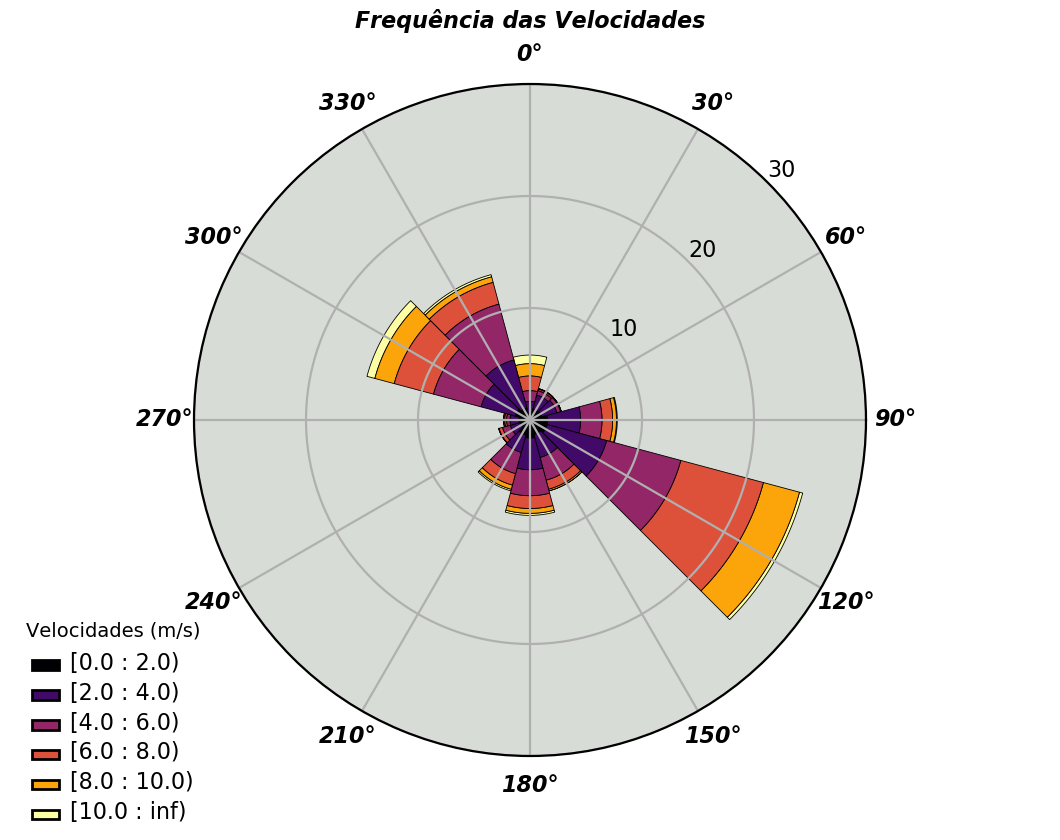 Frequência das Velocidades
0°
330°
30°
30
300°
60°
20
10
270°
90°
240°
120°
Velocidades (m/s)
[0.0 : 2.0)
[2.0 : 4.0)
[4.0 : 6.0)
210°
150°
[6.0 : 8.0)
[8.0 : 10.0)
180°
[10.0 : inf)